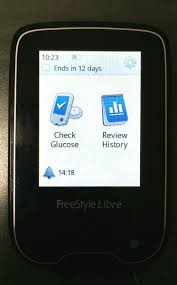 10:23
Ends in 12 days
Check Review
Glucose History
14:18
FreeStyle Libre